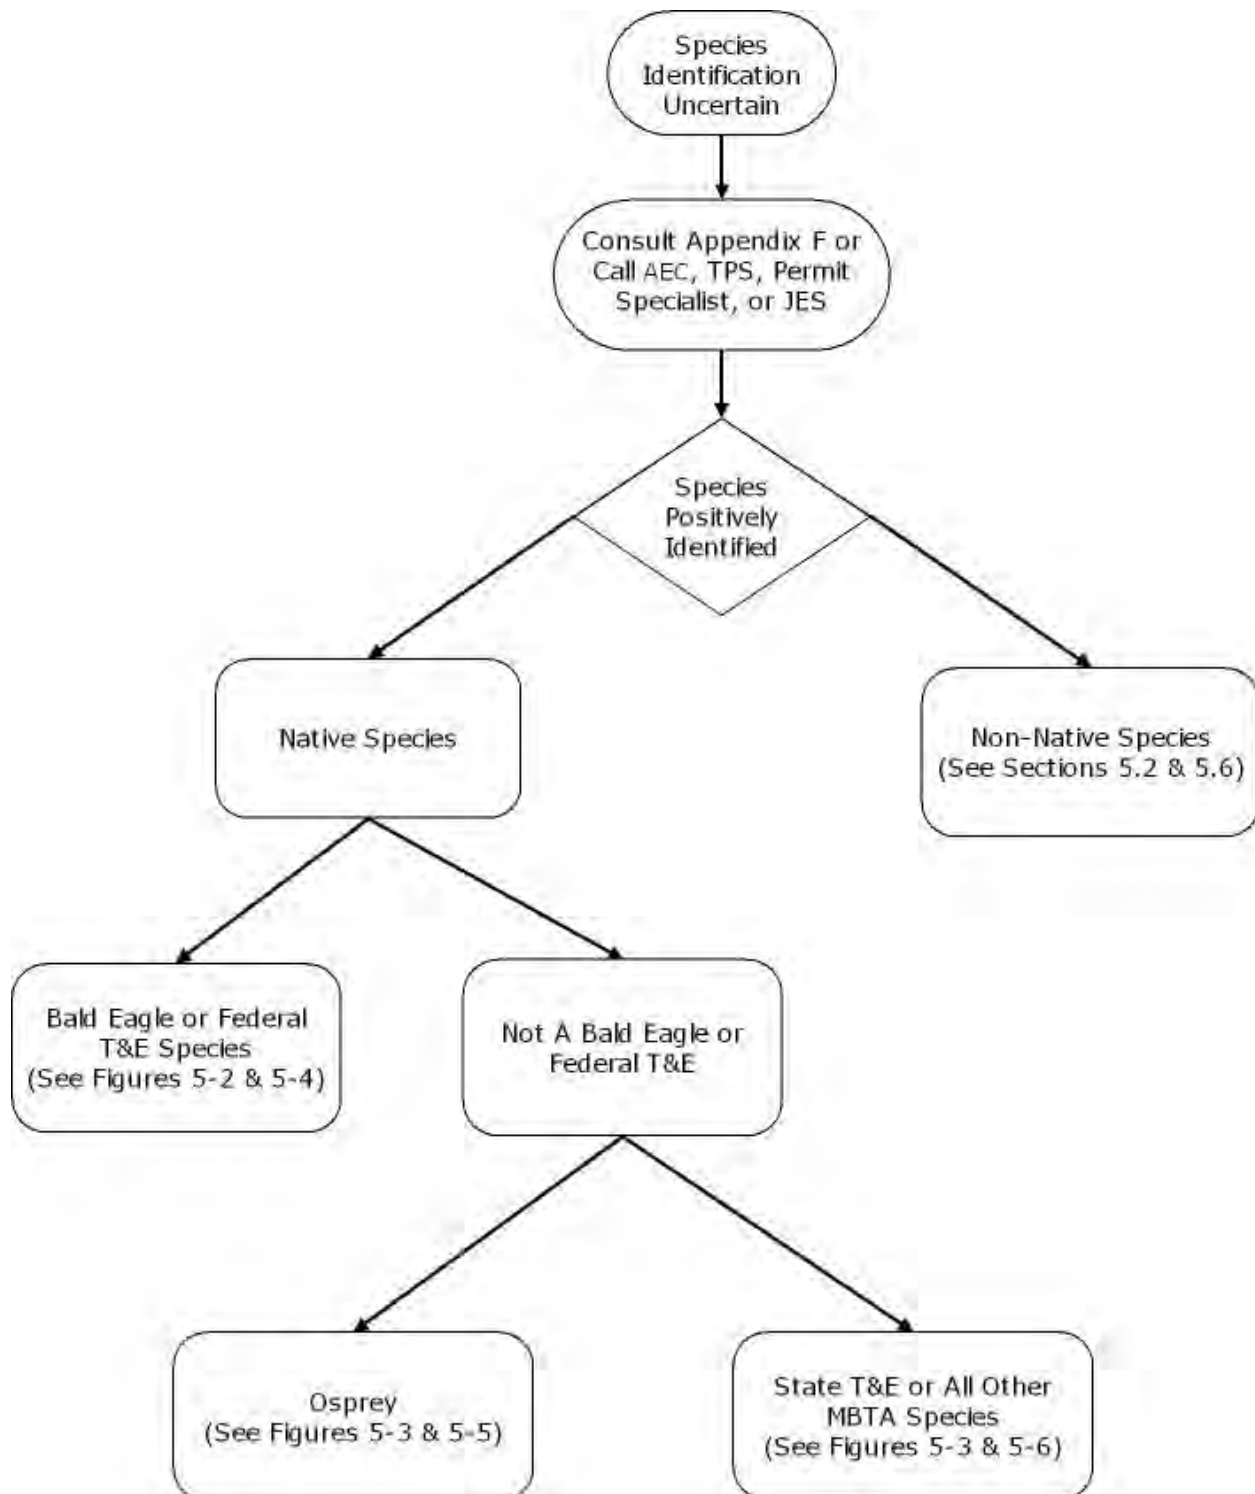 Species
Identification
Uncertain
Consult Appendix F or
Call AEC, TPS, Permit
Specialist, or JES
Species
Positively
Identified
Native Species
Non-Native Species
(See Sections 5.2 & 5.6)
Bald Eagle or Federal
T&E Species
(See Figures 5-2 & 5-4)
Not A Bald Eagle or
Federal T&E
Osprey
(See Figures 5-3 & 5-5)
State T&E or All Other
MBTA Species
(See Figures 5-3 & 5-6)